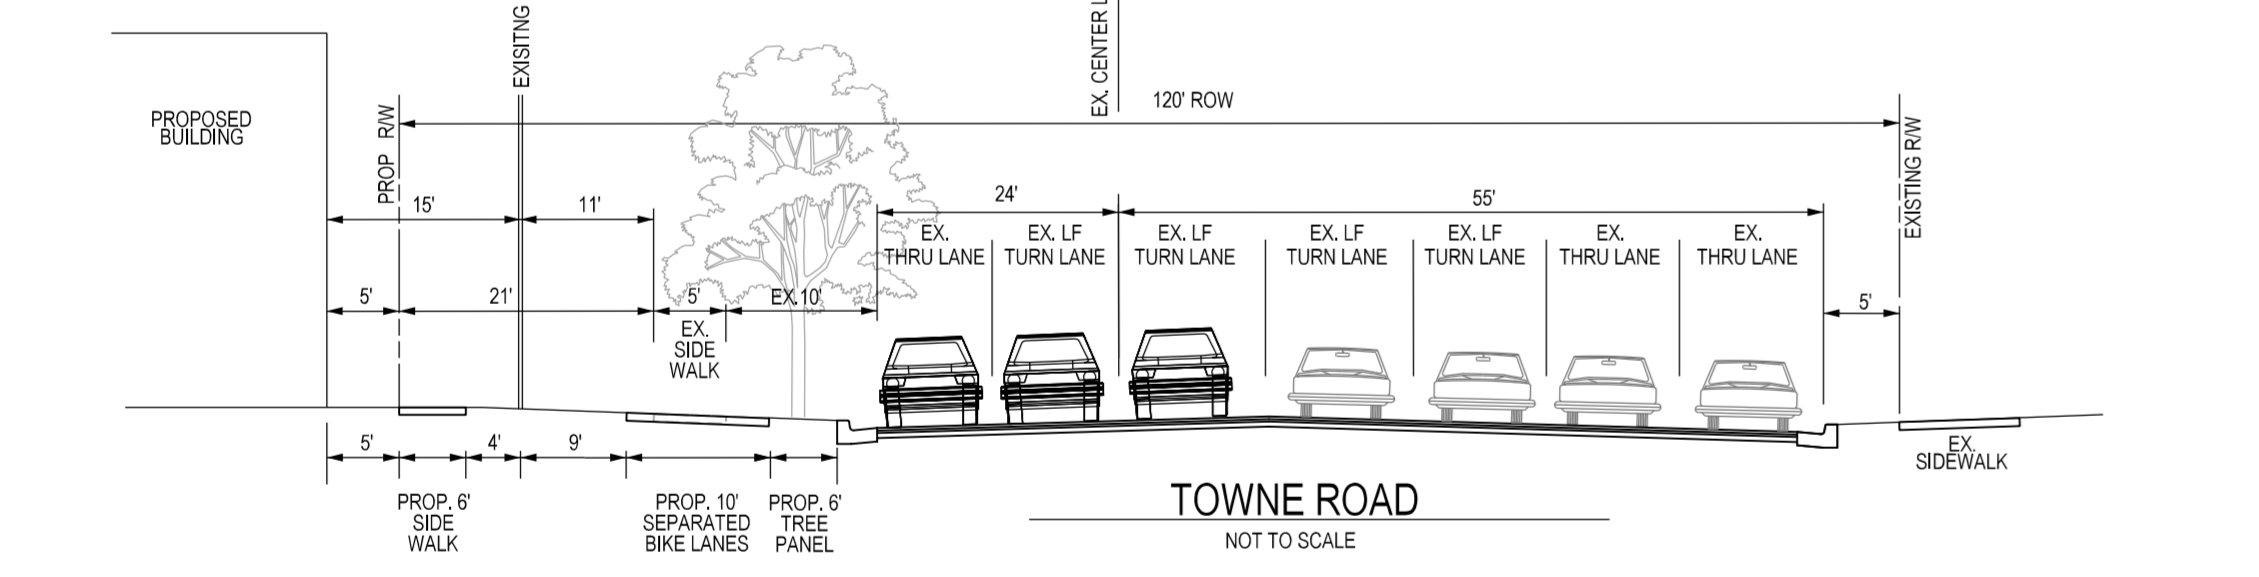 EXISITNG
EX. CENTER L
120' ROW
PROPOSED
BUILDING
PROP R/W
EXISTING R/W
15'
11'
24'
55'
EX.
THRU LANE
EX. LF
TURN LANE
EX. LF
TURN LANE
EX. LF
TURN LANE
EX. LF
TURN LANE
EX.
THRU LANE
EX.
THRU LANE
5'
21'
5'
EX.10'
5'
EX.
SIDE
WALK
5'
4'
9'
EX.
SIDEWALK
PROP. 6'
SIDE
WALK
PROP. 10'
SEPARATED
BIKE LANES
PROP. 6'
TREE
PANEL
TOWNE ROAD
NOT TO SCALE